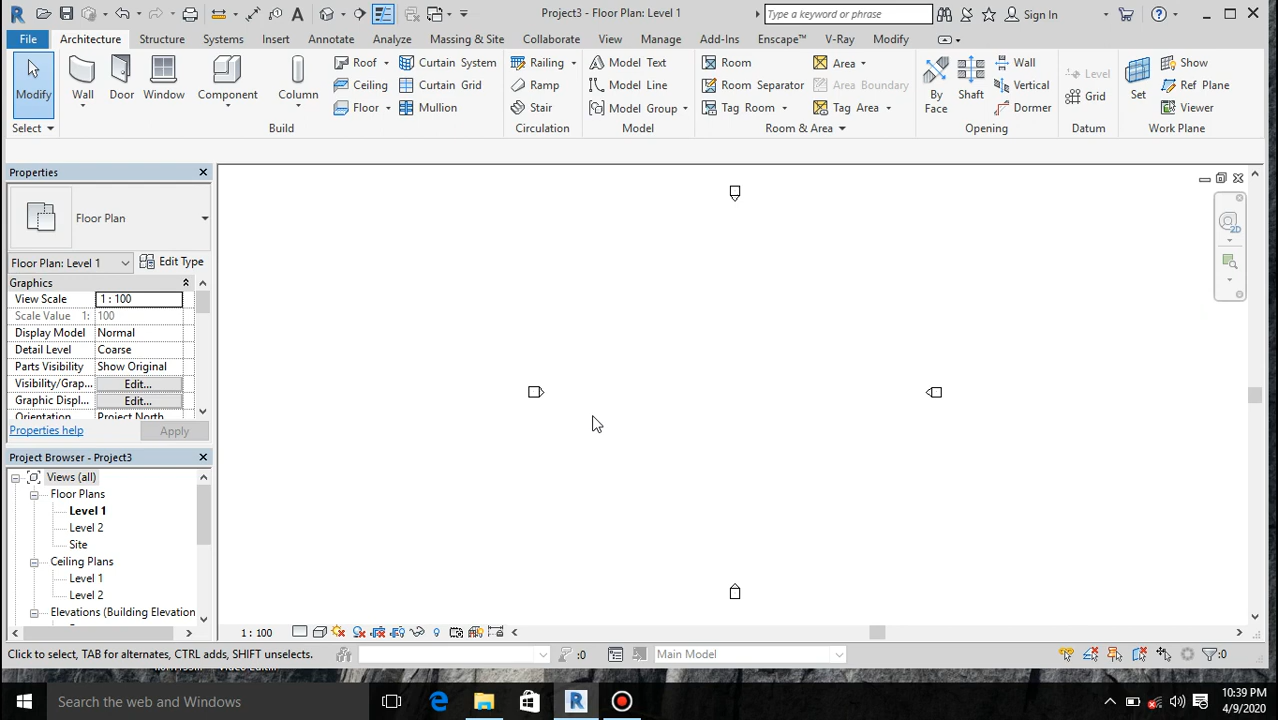 Project3 - Floor Plan: Level 1
Type a keyword or phrase
Sign In
File Architecture Structure Systems Insert Annotate Analyze Massing & Site Collaborate View Manage Add-Ins Enscape™ V-Ray Modify
Modify
Wall
Door
Window
Component
Column
Roof
Ceiling
Floor
Curtain System
Curtain Grid
Mullion
Railing
Ramp
Stair
Model Text
Model Line
Model Group
Room
Room Separator
Tag Room
Area
Area Boundary
Tag Area
By
Face
Shaft
Wall
Vertical
Dormer
Level
Grid
Set
Show
Ref Plane
Viewer
Select Build Circulation Model Room & Area Opening Datum Work Plane
Properties
Floor Plan
Floor Plan: Level 1 Edit Type
Graphics
View Scale 1 : 100
Scale Value 1: 100
Display Model Normal
Detail Level Coarse
Parts Visibility Show Original
Visibility/Grap... Edit...
Graphic Displ... Edit...
Orientation Project North
Properties help Apply
Project Browser - Project3
Views (all)
Floor Plans
Level 1
Level 2
Site
Ceiling Plans
Level 1
Level 2
Elevations (Building Elevation
2D
1 : 100
Click to select, TAB for alternates, CTRL adds, SHIFT unselects.
:0
Main Model
:0
Search the web and Windows
10:39 PM
4/9/2020